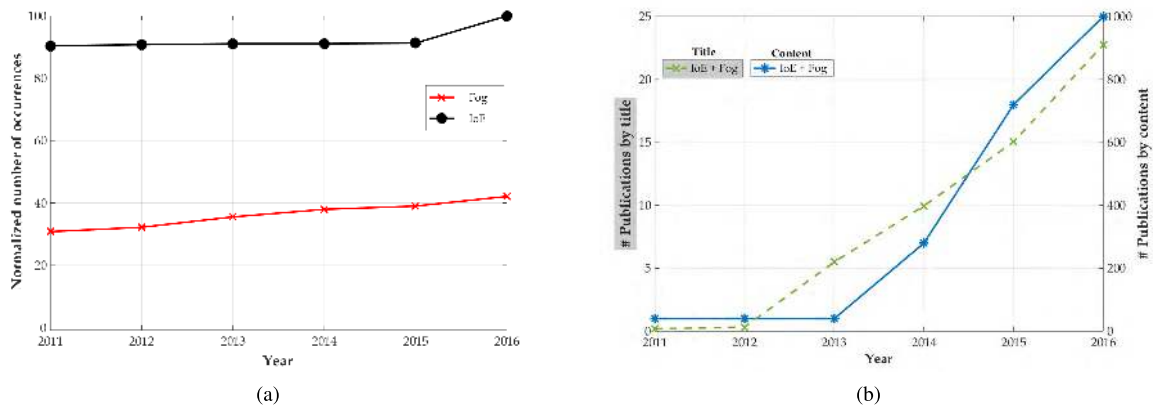 100
80
60
40
20
0
Normalized number of occurrences
Fog
IoE
2011 2012 2013 2014 2015 2016
Year
(a)
25
20
15
10
5
0
# Publications by title
Title Content
IoE + Fog IoE + Fog
1 000
800
600
400
200
0
# Publications by content
2011 2012 2013 2014 2015 2016
Year
(b)